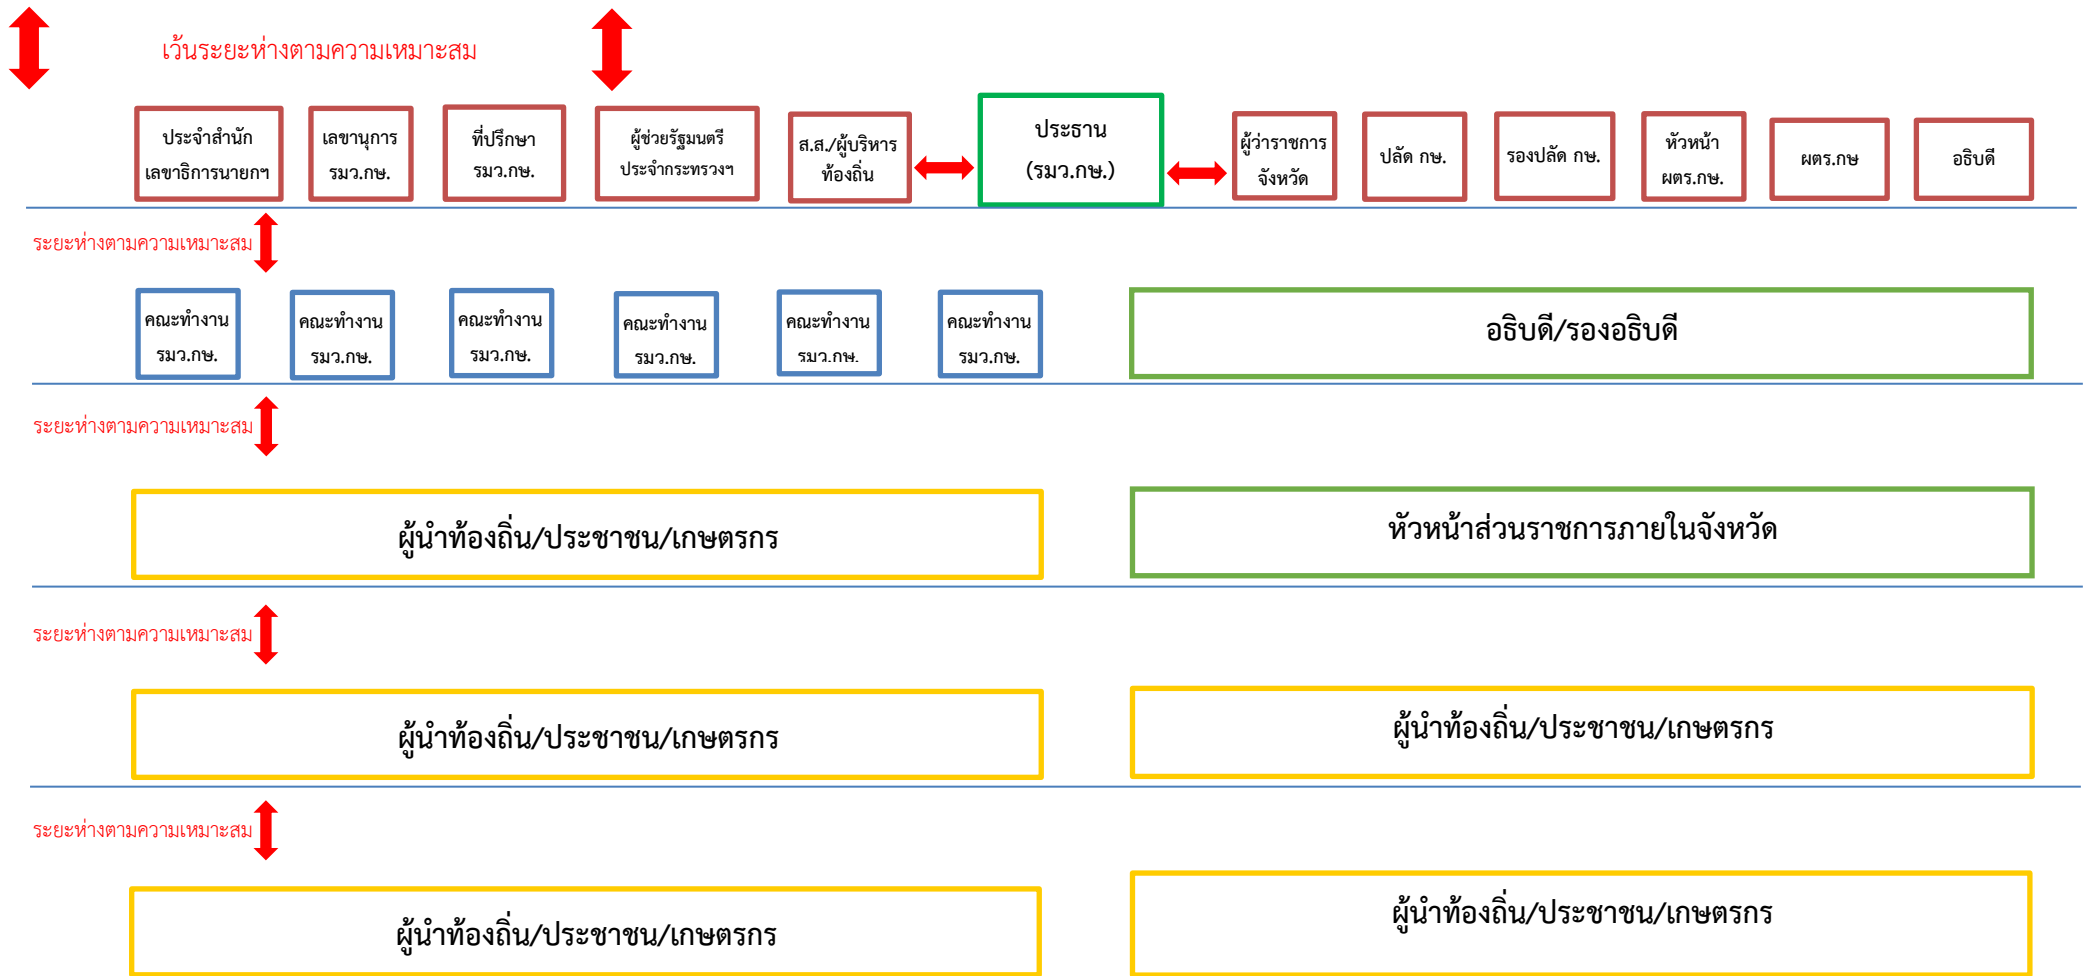 เว้นระยะห่างตามความเหมาะสม
ประจำสำนัก
เลขาธิการนายกฯ
เลขานุการ
รมว.กษ.
ที่ปรึกษา
รมว.กษ.
ผู้ช่วยรัฐมนตรี
ประจำกระทรวงฯ
ส.ส./ผู้บริหาร
ท้องถิ่น
ประธาน
(รมว.กษ.)
ผู้ว่าราชการ
จังหวัด
ปลัด กษ.
รองปลัด กษ.
หัวหน้า
ผตร.กษ.
ผตร.กษ
อธิบดี
ระยะห่างตามความเหมาะสม
คณะทำงาน
รมว.กษ.
คณะทำงาน
รมว.กษ.
คณะทำงาน
รมว.กษ.
คณะทำงาน
รมว.กษ.
คณะทำงาน
รมว.กษ.
คณะทำงาน
รมว.กษ.
อธิบดี/รองอธิบดี
ระยะห่างตามความเหมาะสม
ผู้นำท้องถิ่น/ประชาชน/เกษตรกร
หัวหน้าส่วนราชการภายในจังหวัด
ระยะห่างตามความเหมาะสม
ผู้นำท้องถิ่น/ประชาชน/เกษตรกร
ผู้นำท้องถิ่น/ประชาชน/เกษตรกร
ระยะห่างตามความเหมาะสม
ผู้นำท้องถิ่น/ประชาชน/เกษตรกร
ผู้นำท้องถิ่น/ประชาชน/เกษตรกร